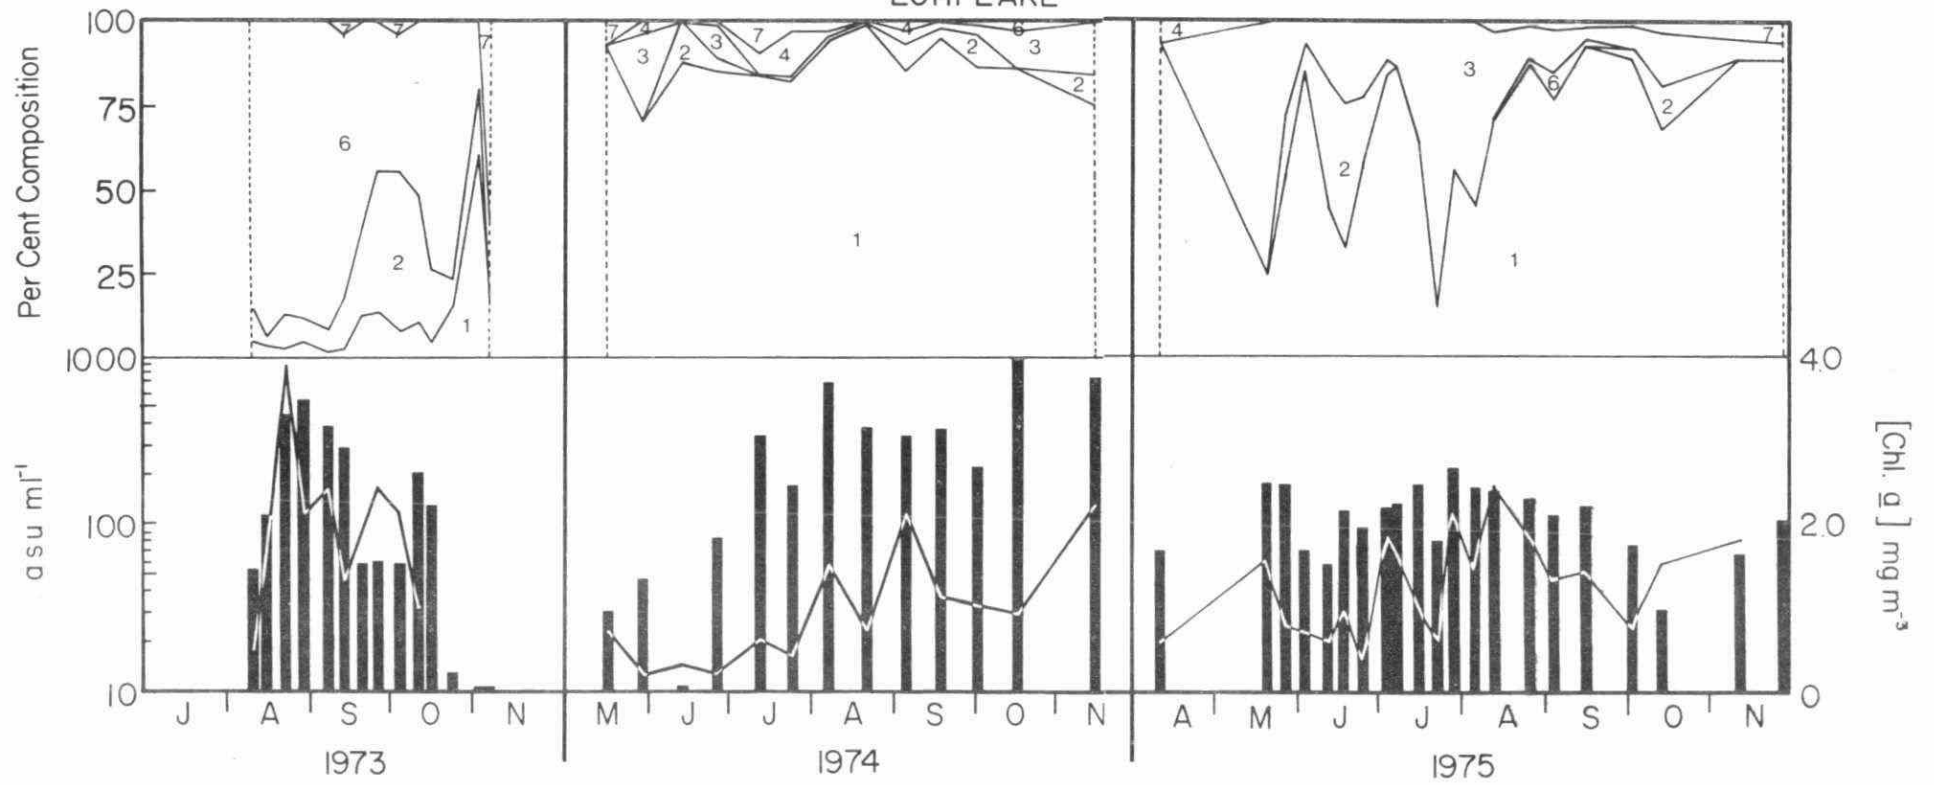 100
75
50
25
Per Cent Composition
7 7 7
6
2
1
7 4 3 7 4 6
3 2 4 2 3
2
1
4 3 7
6
2 2
1
1000
100
10
asu ml⁻¹
4.0
2.0
0
[Chl. a] mg m⁻³
J A S O N M J J A S O N A M J J A S O N
1973 1974 1975